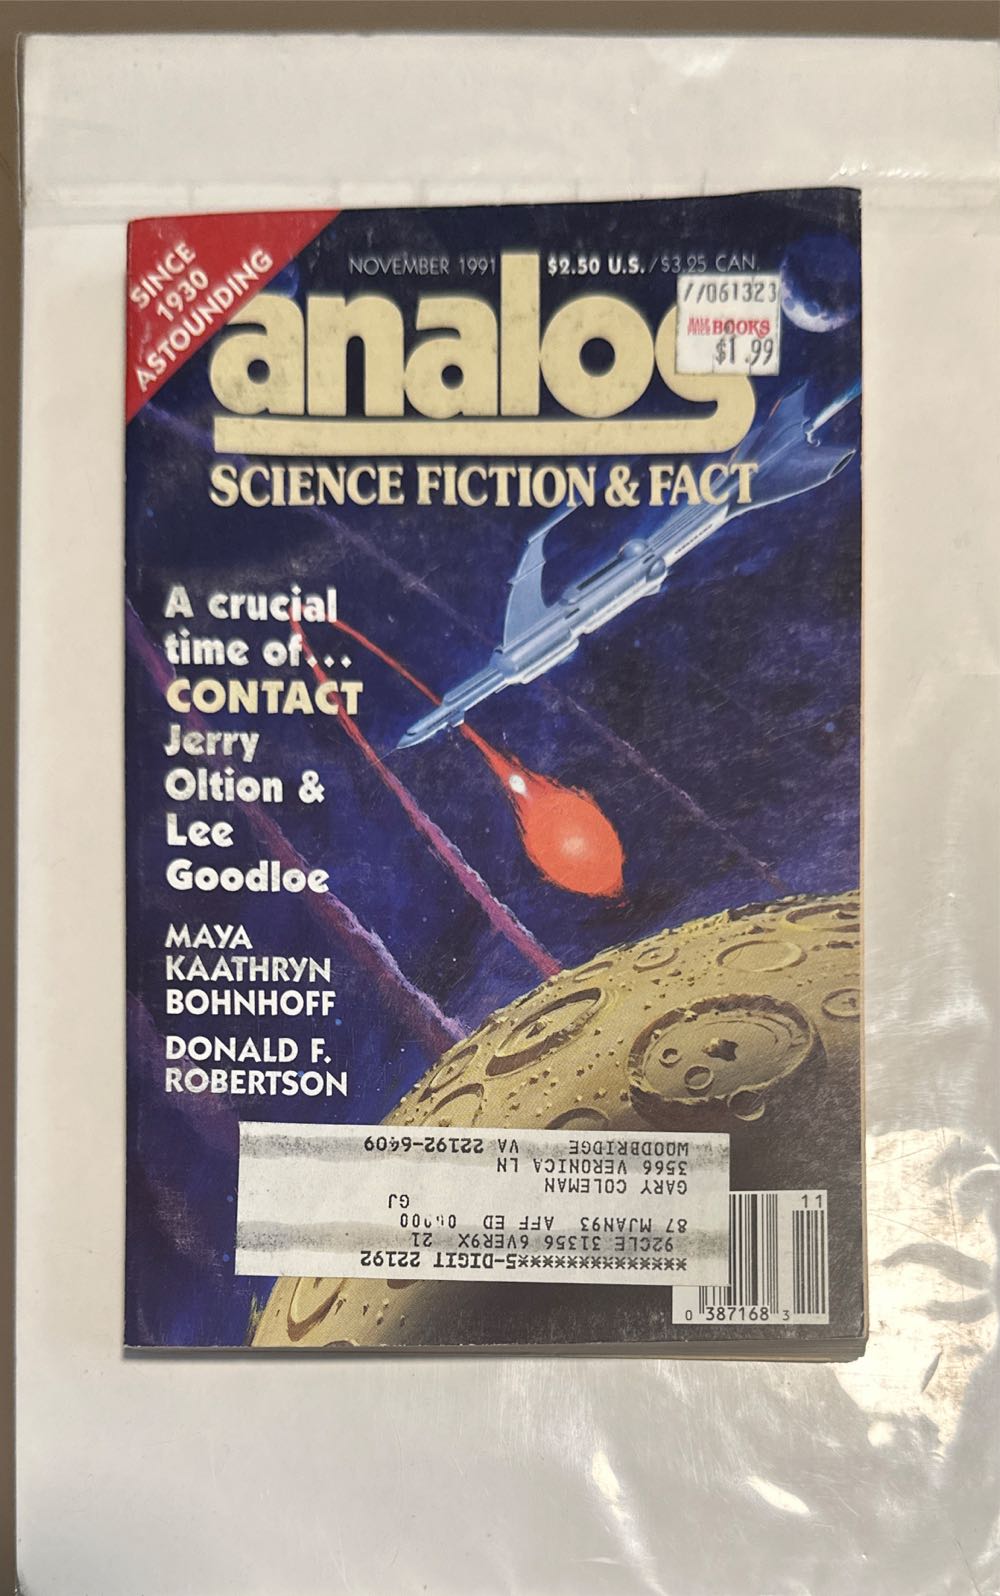 SINCE
1930
ASTOUNDING
NOVEMBER 1991 $2.50 U.S./$3.25 CAN.
analog
//061323
HALF PRICE BOOKS
$1.99
SCIENCE FICTION & FACT
A crucial
time of...
CONTACT
Jerry
Oltion &
Lee
Goodloe
MAYA
KAATHRYN
BOHNHOFF
DONALD F.
ROBERTSON
****************5-DIGIT 22192
92CLE 31356 6VER9X 21
87 MJAN93 AFF ED
GJ
GARY COLEMAN
3566 VERONICA LN
WOODBRIDGE VA 22192-6409
11
0 387168 3